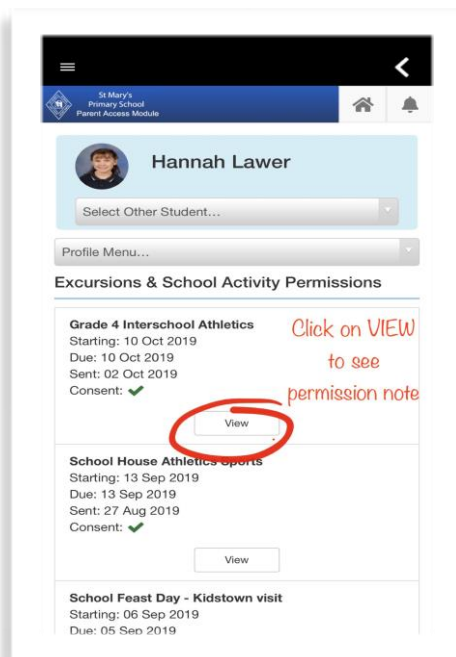 St Mary's
Primary School
Parent Access Module
Hannah Lawer
Select Other Student...
Profile Menu...
Excursions & School Activity Permissions
Grade 4 Interschool Athletics
Starting: 10 Oct 2019
Due: 10 Oct 2019
Sent: 02 Oct 2019
Consent: ✔
Click on VIEW
to see
permission note
View
School House Athletics Sports
Starting: 13 Sep 2019
Due: 13 Sep 2019
Sent: 27 Aug 2019
Consent: ✔
View
School Feast Day - Kidstown visit
Starting: 06 Sep 2019
Due: 05 Sep 2019